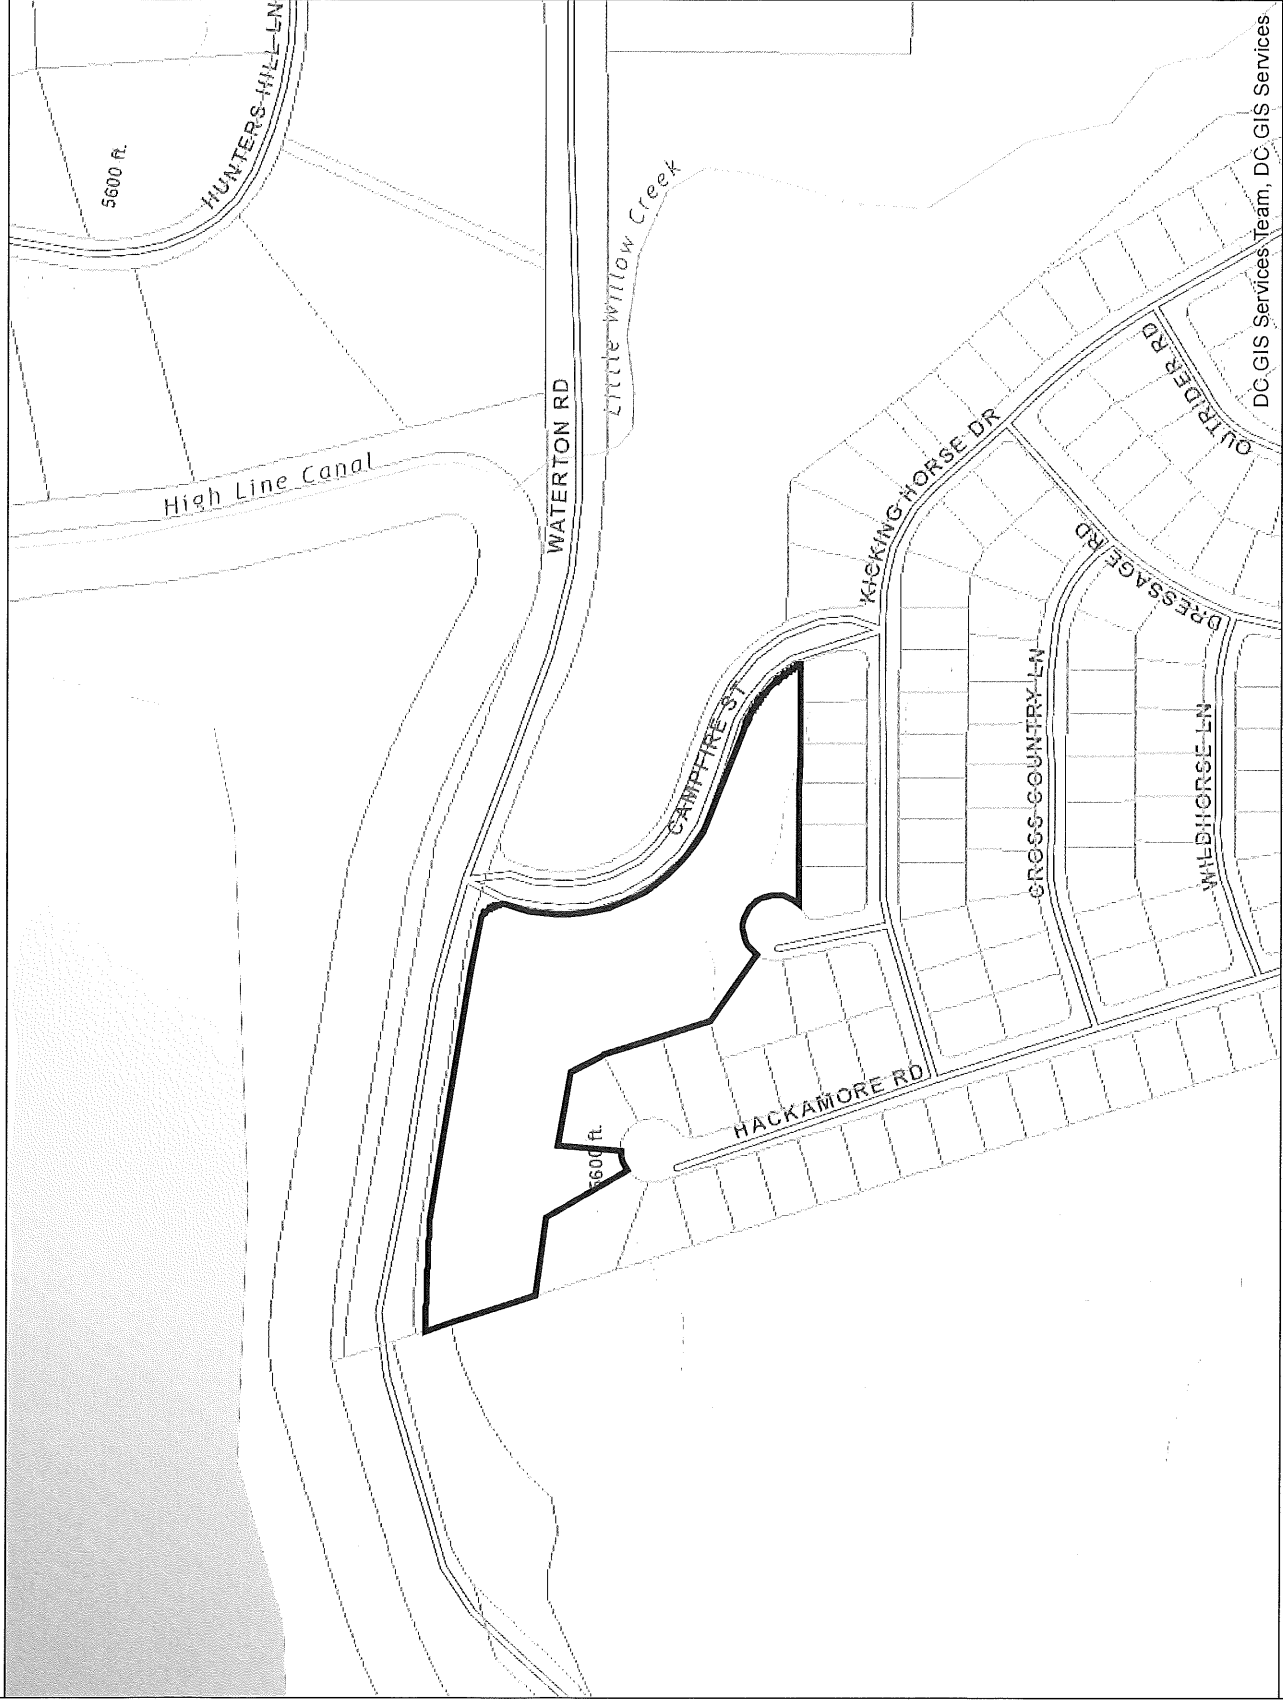 HUNTERS HILL LN
5600 ft.
Little Willow Creek
High Line Canal
WATERTON RD
DC GIS Services Team, DC GIS Services
OUTRIDER RD
KICKING HORSE DR
DRESSAGE RD
CAMPFIRE ST
CROSS COUNTRY LN
WILDHORSE LN
HACKAMORE RD
5600 ft.